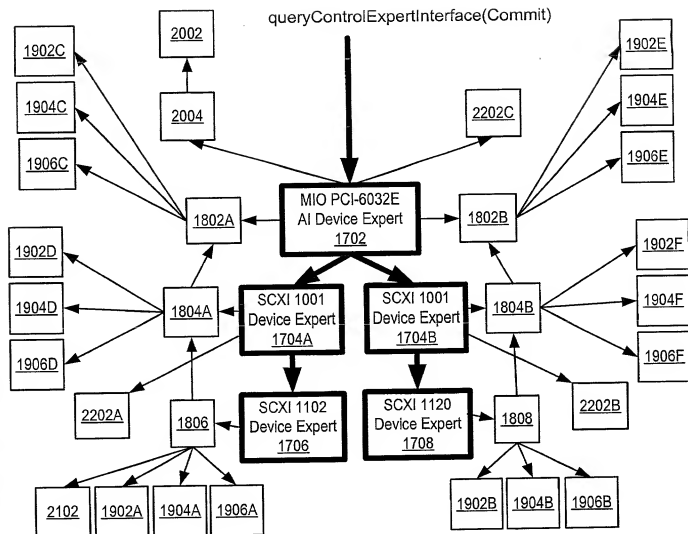 queryControlExpertInterface(Commit)
1902C
2002
1902E
1904C
2004
2202C
1904E
1906C
1906E
MIO PCI-6032E
AI Device Expert
1702
1802A
1802B
1902D
1902F
1904D
1804A
SCXI 1001
Device Expert
1704A
SCXI 1001
Device Expert
1704B
1804B
1904F
1906D
1906F
2202A
1806
SCXI 1102
Device Expert
1706
SCXI 1120
Device Expert
1708
1808
2202B
2102
1902A
1904A
1906A
1902B
1904B
1906B